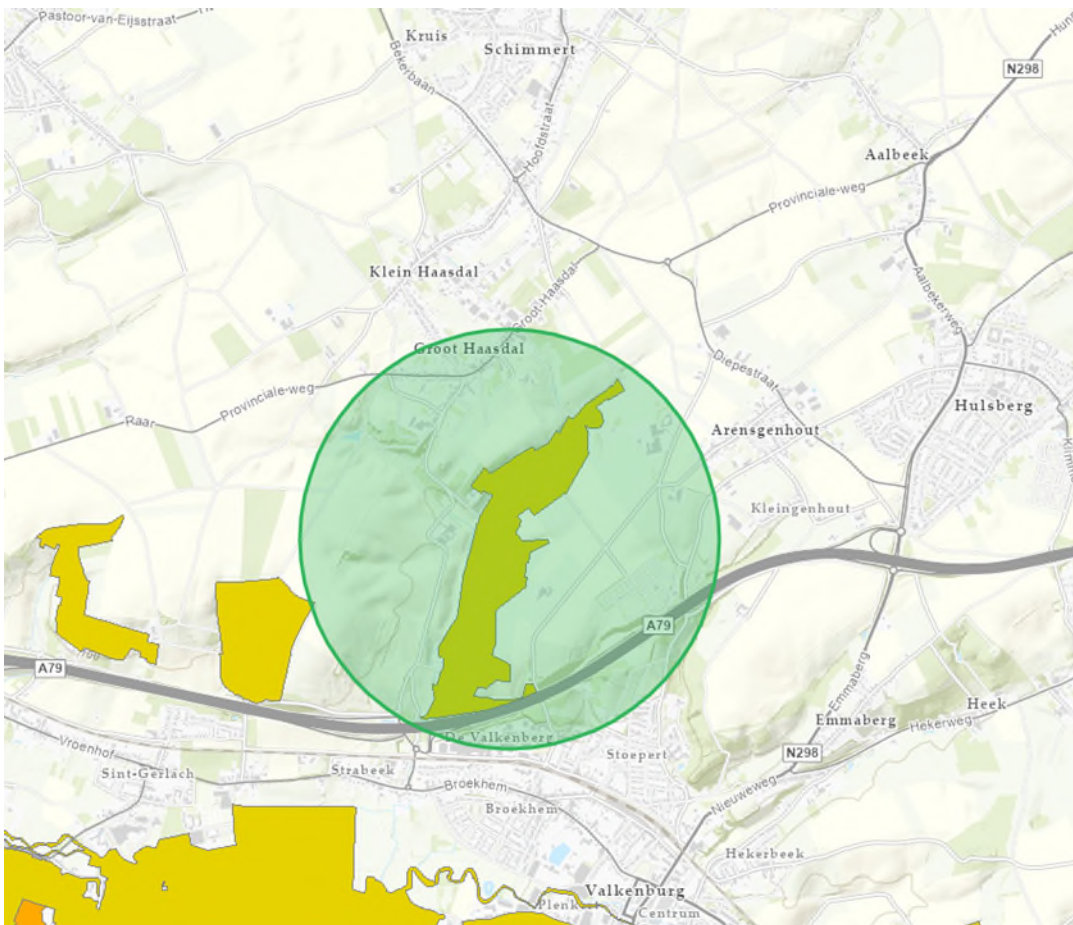 Pastoor-van-Eijsstraat
Kruis
Schimmert
Bekerbaan
Hoofdstraat
N298
Aalbeek
Provinciale-weg
Klein Haasdal
Groot-Haasdal
Aalbekerweg
Groot Haasdal
Diepestraat
Provinciale-weg
Raar
Hulsberg
Arensgenhout
Kleingenhout
A79
A79
Emmaberg
Heek
Emmaberg
Hekerweg
De Valkenberg
Stoepert
N298
Vroenhof
Sint-Gerlach
Strabeek
Broekhem
Nieuweweg
Broekhem
Hekerbeek
Valkenburg
Centrum